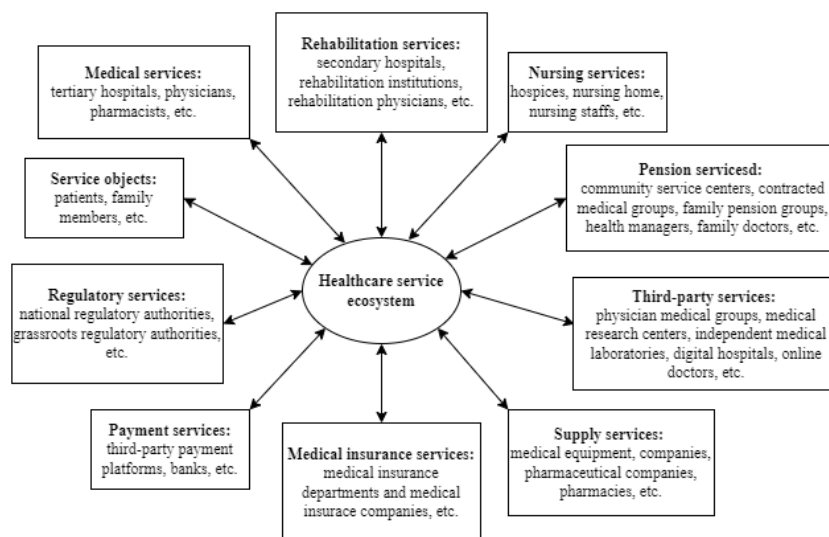 Rehabilitation services:
secondary hospitals,
rehabilitation institutions,
rehabilitation physicians, etc.
Medical services:
tertiary hospitals, physicians,
pharmacists, etc.
Nursing services:
hospices, nursing home,
nursing staffs, etc.
Service objects:
patients, family
members, etc.
Pension servicesd:
community service centers, contracted
medical groups, family pension groups,
health managers, family doctors, etc.
Healthcare service
ecosystem
Regulatory services:
national regulatory authorities,
grassroots regulatory authorities,
etc.
Third-party services:
physician medical groups, medical
research centers, independent medical
laboratories, digital hospitals, online
doctors, etc.
Payment services:
third-party payment
platforms, banks, etc.
Medical insurance services:
medical insurance
departments and medical
insurace companies, etc.
Supply services:
medical equipment, companies,
pharmaceutical companies,
pharmacies, etc.